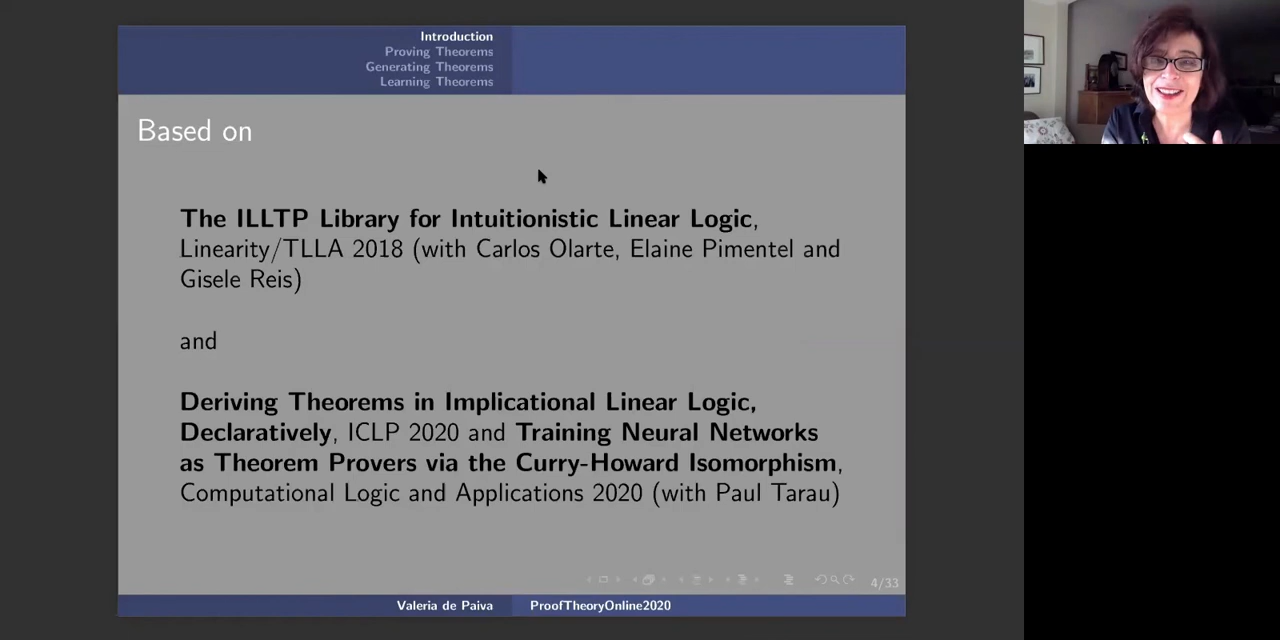 Introduction
Proving Theorems
Generating Theorems
Learning Theorems
Based on
The ILLTP Library for Intuitionistic Linear Logic,
Linearity/TLLA 2018 (with Carlos Olarte, Elaine Pimentel and
Gisele Reis)
and
Deriving Theorems in Implicational Linear Logic,
Declaratively, ICLP 2020 and Training Neural Networks
as Theorem Provers via the Curry-Howard Isomorphism,
Computational Logic and Applications 2020 (with Paul Tarau)
4/33
Valeria de Paiva
ProofTheoryOnline2020